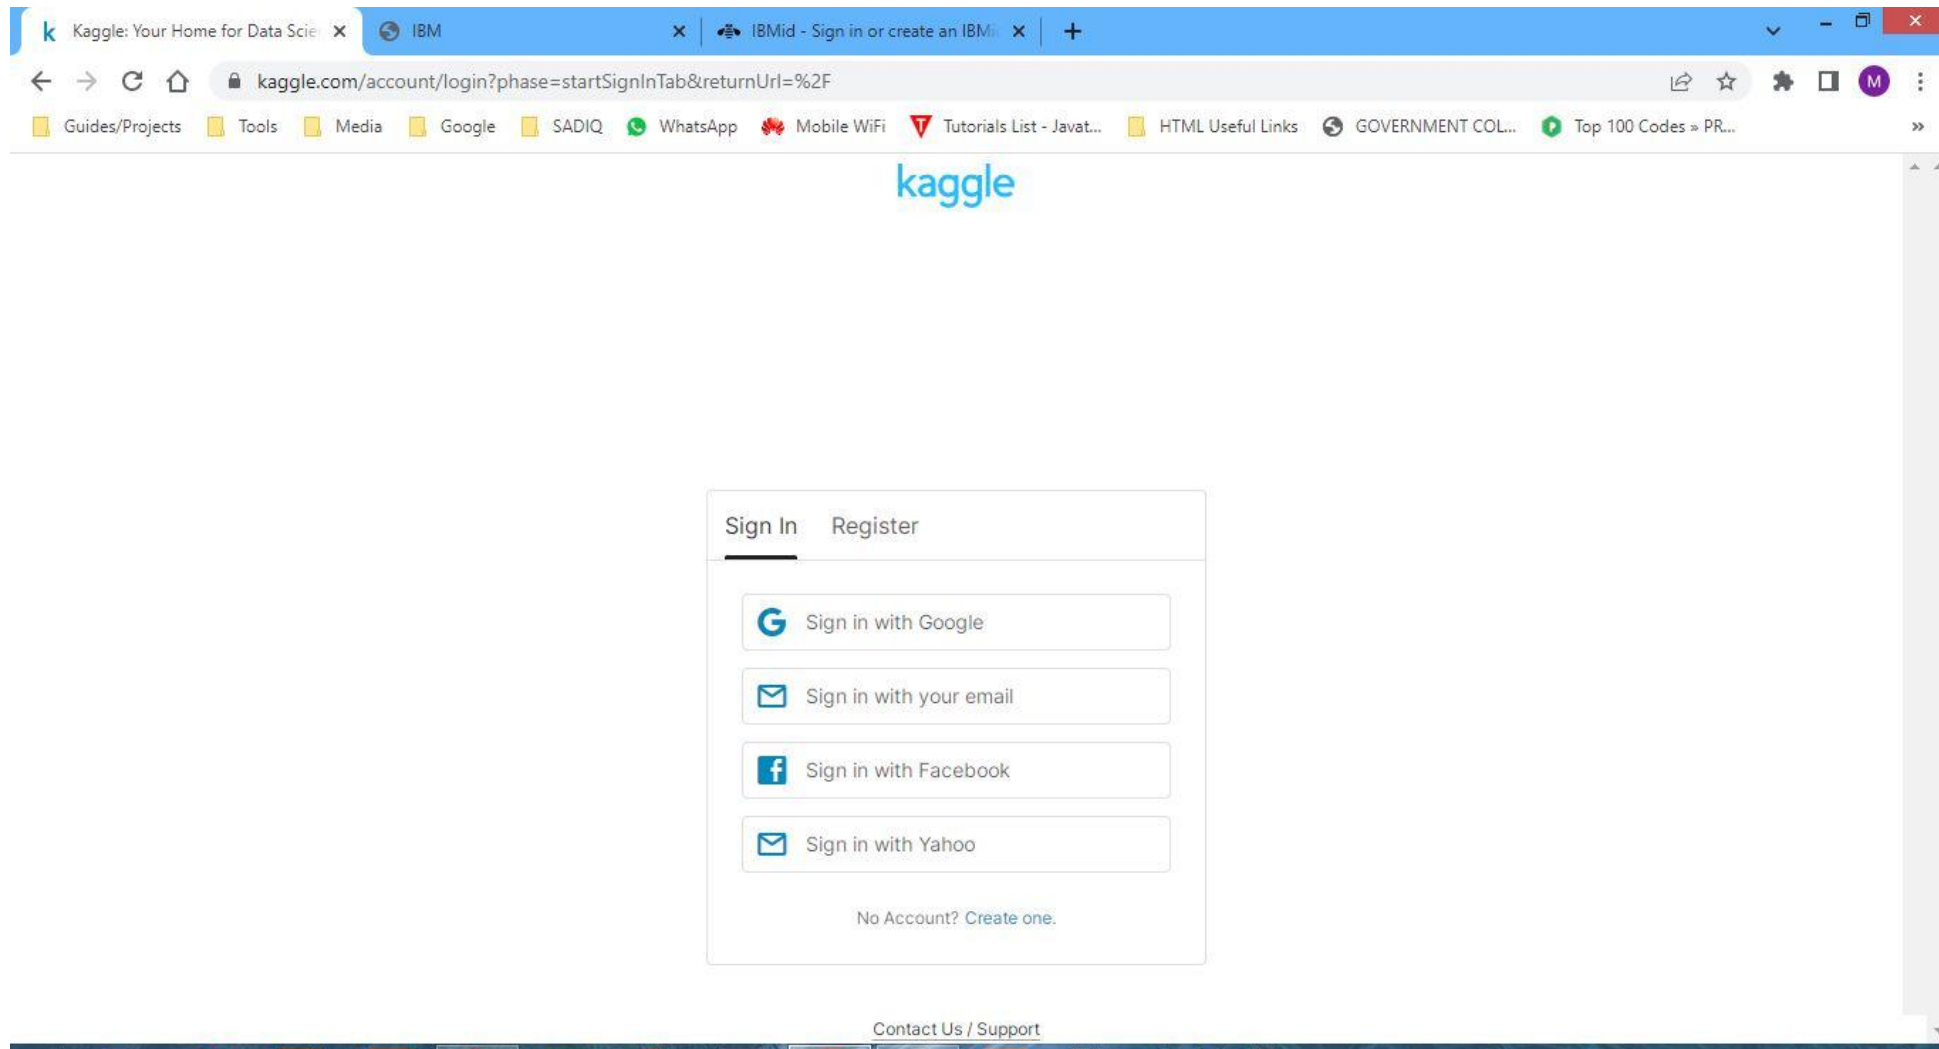 Kaggle: Your Home for Data Scie
IBM
IBMid - Sign in or create an IBMi
kaggle.com/account/login?phase=startSignInTab&returnUrl=%2F
M
Guides/Projects Tools Media Google SADIQ WhatsApp Mobile WiFi Tutorials List - Javat... HTML Useful Links GOVERNMENT COL... Top 100 Codes » PR... »
kaggle
Sign In Register
Sign in with Google
Sign in with your email
Sign in with Facebook
Sign in with Yahoo
No Account? Create one.
Contact Us / Support